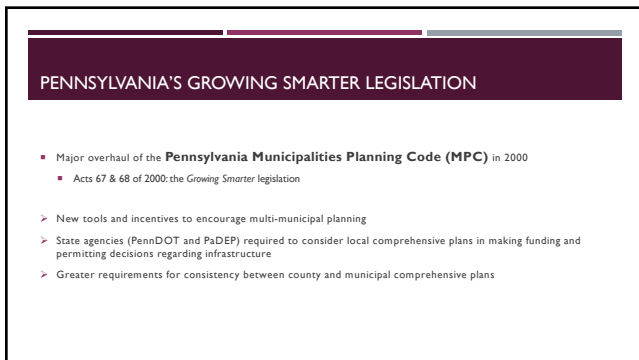 PENNSYLVANIA'S GROWING SMARTER LEGISLATION
Major overhaul of the Pennsylvania Municipalities Planning Code (MPC) in 2000
Acts 67 & 68 of 2000: the Growing Smarter legislation
New tools and incentives to encourage multi-municipal planning
State agencies (PennDOT and PaDEP) required to consider local comprehensive plans in making funding and
permitting decisions regarding infrastructure
Greater requirements for consistency between county and municipal comprehensive plans